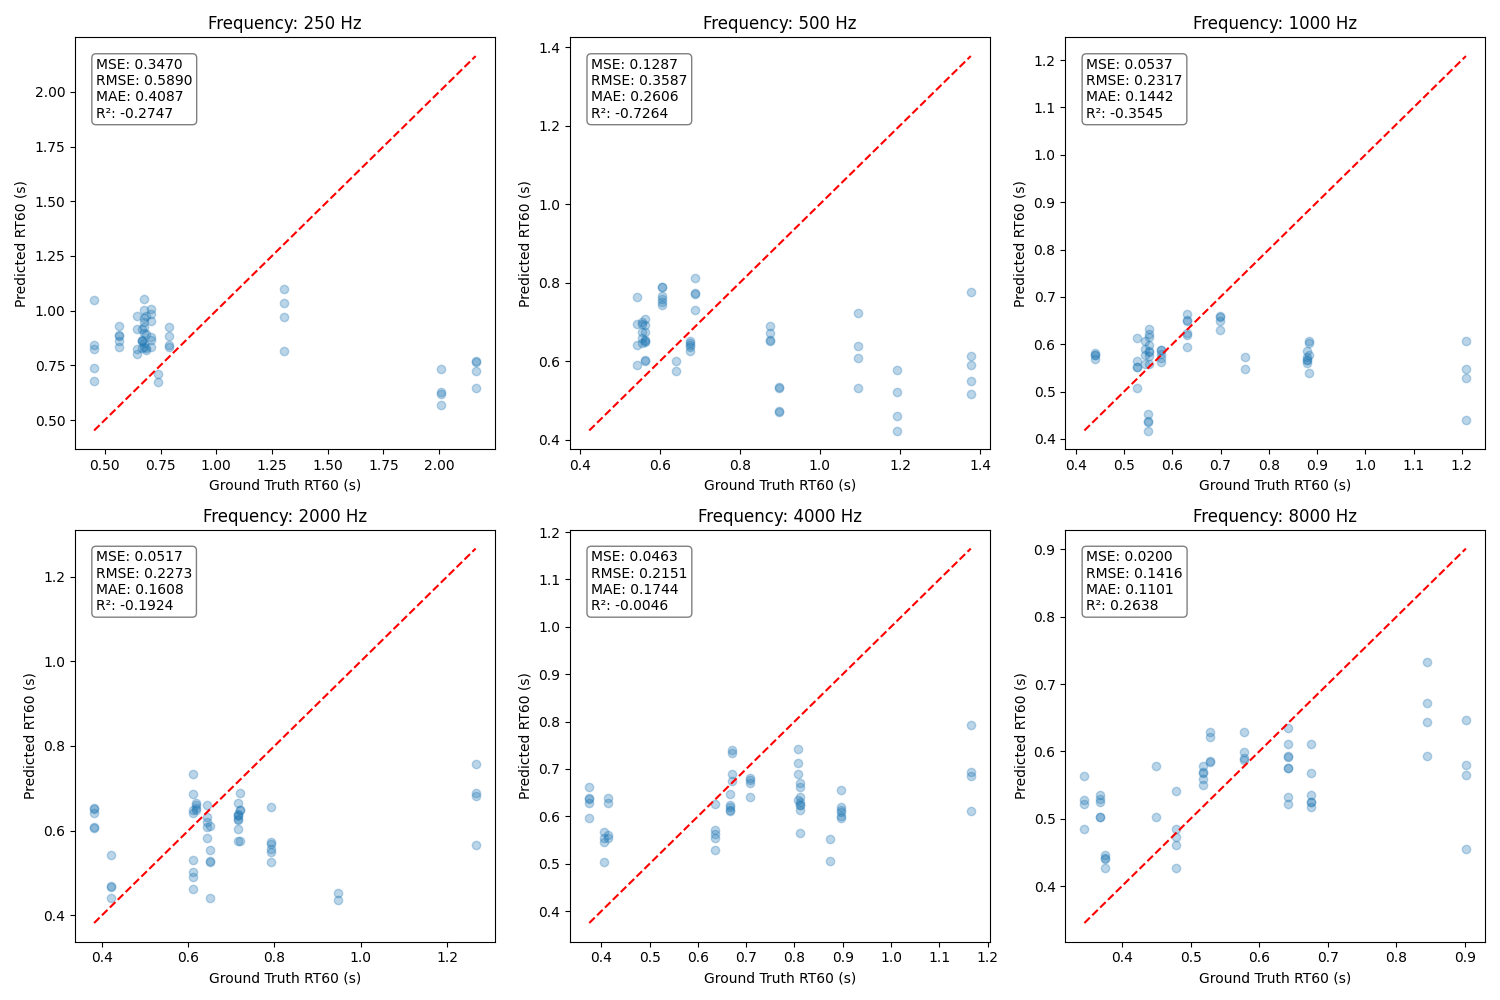 Frequency: 250 Hz
MSE: 0.3470
RMSE: 0.5890
MAE: 0.4087
R²: -0.2747
Predicted RT60 (s)
2.00
1.75
1.50
1.25
1.00
0.75
0.50
0.50 0.75 1.00 1.25 1.50 1.75 2.00
Ground Truth RT60 (s)
Frequency: 500 Hz
MSE: 0.1287
RMSE: 0.3587
MAE: 0.2606
R²: -0.7264
Predicted RT60 (s)
1.4
1.2
1.0
0.8
0.6
0.4
0.4 0.6 0.8 1.0 1.2 1.4
Ground Truth RT60 (s)
Frequency: 1000 Hz
MSE: 0.0537
RMSE: 0.2317
MAE: 0.1442
R²: -0.3545
Predicted RT60 (s)
1.2
1.1
1.0
0.9
0.8
0.7
0.6
0.5
0.4
0.4 0.5 0.6 0.7 0.8 0.9 1.0 1.1 1.2
Ground Truth RT60 (s)
Frequency: 2000 Hz
MSE: 0.0517
RMSE: 0.2273
MAE: 0.1608
R²: -0.1924
Predicted RT60 (s)
1.2
1.0
0.8
0.6
0.4
0.4 0.6 0.8 1.0 1.2
Ground Truth RT60 (s)
Frequency: 4000 Hz
MSE: 0.0463
RMSE: 0.2151
MAE: 0.1744
R²: -0.0046
Predicted RT60 (s)
1.2
1.1
1.0
0.9
0.8
0.7
0.6
0.5
0.4
0.4 0.5 0.6 0.7 0.8 0.9 1.0 1.1 1.2
Ground Truth RT60 (s)
Frequency: 8000 Hz
MSE: 0.0200
RMSE: 0.1416
MAE: 0.1101
R²: 0.2638
Predicted RT60 (s)
0.9
0.8
0.7
0.6
0.5
0.4
0.4 0.5 0.6 0.7 0.8 0.9
Ground Truth RT60 (s)